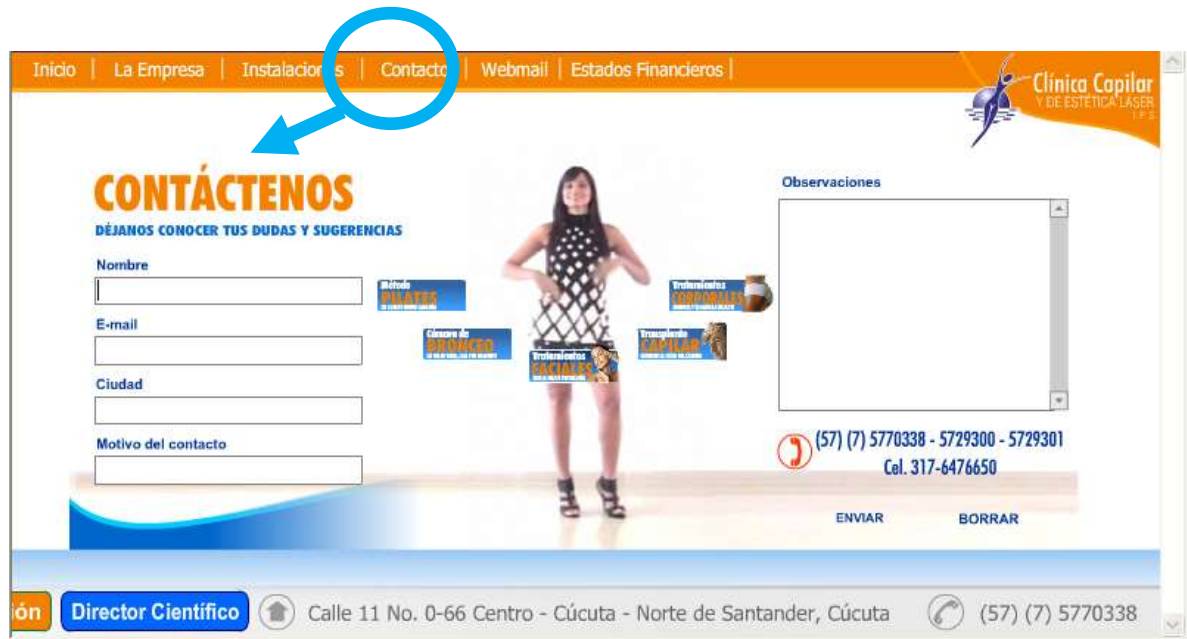 Inicio | La Empresa | Instalaciones | Contacto | Webmail | Estados Financieros |
Clínica Capilar
Y DE ESTÉTICA LASER
I.P.S
CONTÁCTENOS
DÉJANOS CONOCER TUS DUDAS Y SUGERENCIAS
Nombre
E-mail
Ciudad
Motivo del contacto
Método
PILATES
Cámara de
BRONCEO
Tratamientos
FACIALES
Transplante
CAPILAR
Tratamientos
CORPORALES
Observaciones
(57) (7) 5770338 - 5729300 - 5729301
Cel. 317-6476650
ENVIAR BORRAR
ión Director Científico Calle 11 No. 0-66 Centro - Cúcuta - Norte de Santander, Cúcuta (57) (7) 5770338